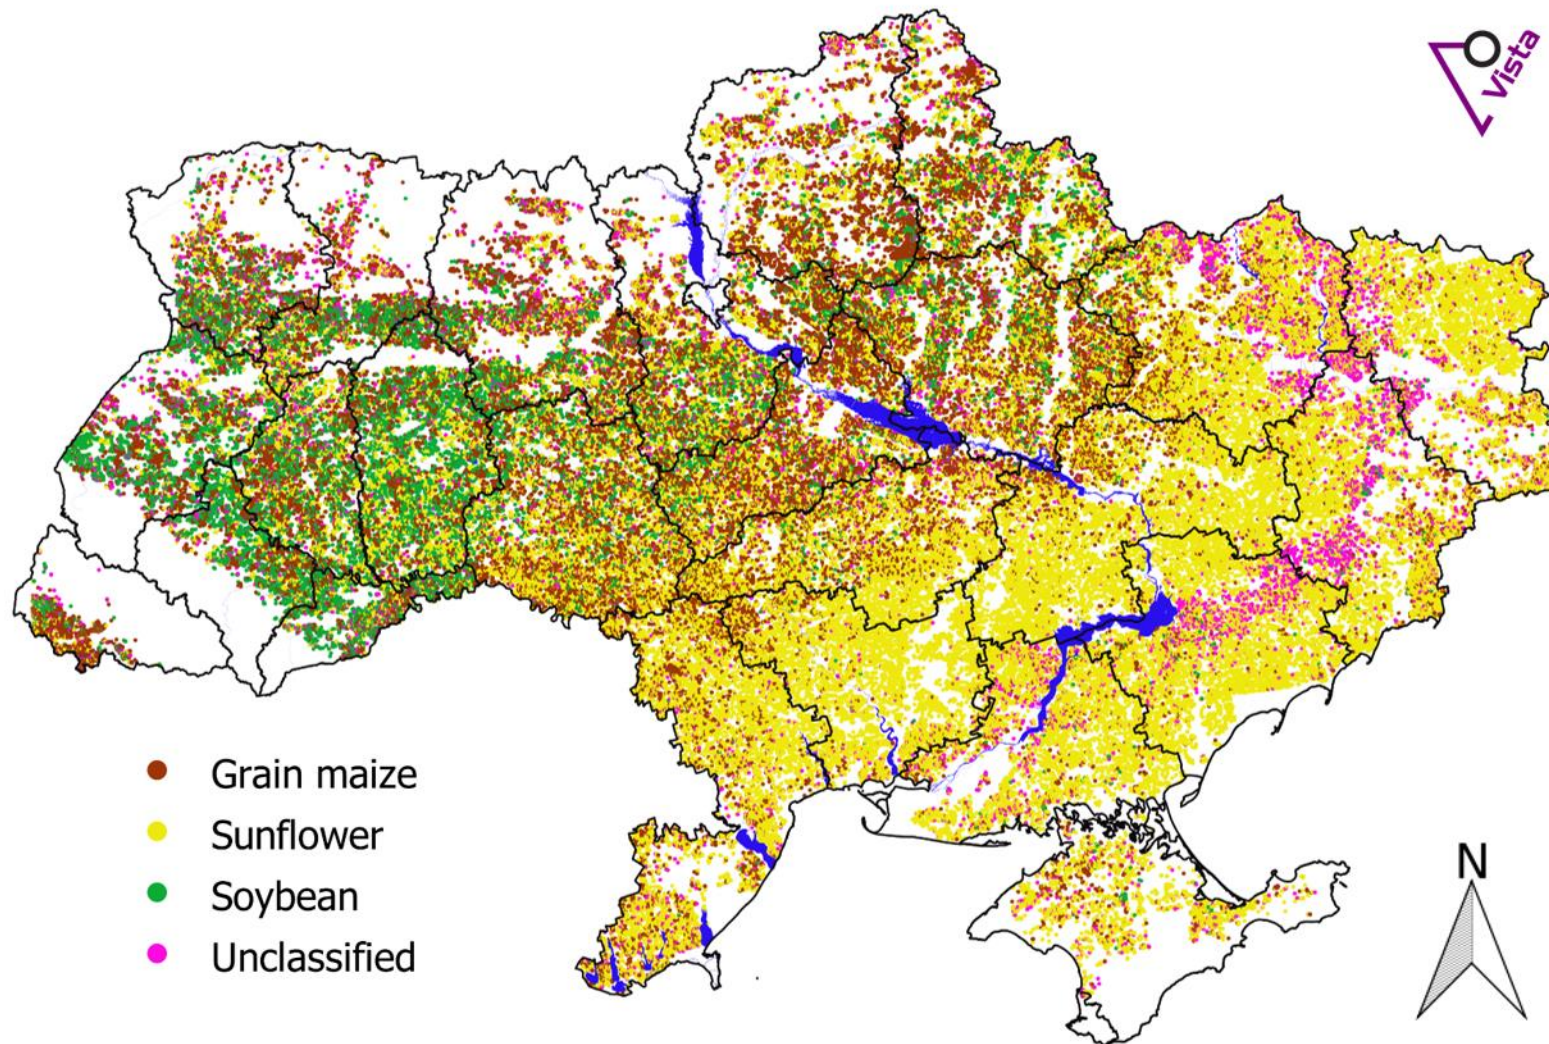 Vista
Grain maize
Sunflower
Soybean
Unclassified
N